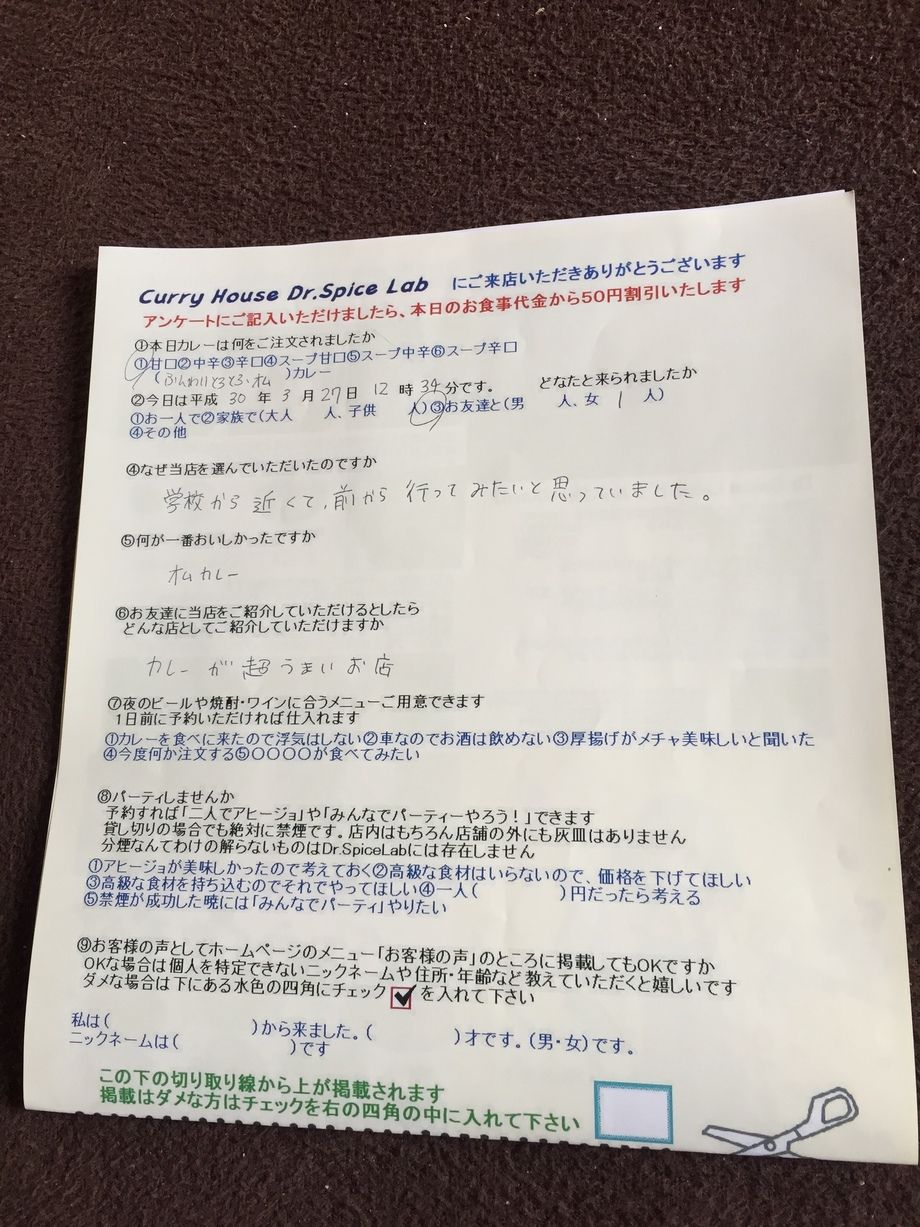 Curry House Dr.Spice Lab にご来店いただきありがとうございます
アンケートにご記入いただけましたら、本日のお食事代金から50円割引いたします
①本日カレーは何をご注文されましたか
①甘口②中辛③辛口④スープ甘口⑤スープ中辛⑥スープ辛口
(ふんわりとろとろ・オム )カレー
②今日は平成 30 年 3 月 27日 12 時 34分です。 どなたと来られましたか
①お一人で②家族で(大人 人、子供 人)③お友達と(男 人、女 1 人)
④その他
④なぜ当店を選んでいただいたのですか
学校から近くて、前から行ってみたいと思っていました。
⑤何が一番おいしかったですか
オムカレー
⑥お友達に当店をご紹介していただけるとしたら
どんな店としてご紹介していただけますか
カレーが超うまいお店
⑦夜のビールや焼酎・ワインに合うメニューご用意できます
1日前に予約いただければ仕入れます
①カレーを食べに来たので浮気はしない②車なのでお酒は飲めない③厚揚げがメチャ美味しいと聞いた
④今度何か注文する⑤○○○○が食べてみたい
⑧パーティしませんか
予約すれば「二人でアヒージョ」や「みんなでパーティーやろう!」できます
貸し切りの場合でも絶対に禁煙です。店内はもちろん店舗の外にも灰皿はありません
分煙なんてわけの解らないものはDr.SpiceLabには存在しません
①アヒージョが美味しかったので考えておく②高級な食材はいらないので、価格を下げてほしい
③高級な食材を持ち込むのでそれでやってほしい④一人( )円だったら考える
⑤禁煙が成功した暁には「みんなでパーティ」やりたい
⑨お客様の声としてホームページのメニュー「お客様の声」のところに掲載してもOKですか
OKな場合は個人を特定できないニックネームや住所・年齢など教えていただくと嬉しいです
ダメな場合は下にある水色の四角にチェック を入れて下さい
私は( )から来ました。( )才です。(男・女)です。
ニックネームは( )です
この下の切り取り線から上が掲載されます
掲載はダメな方はチェックを右の四角の中に入れて下さい